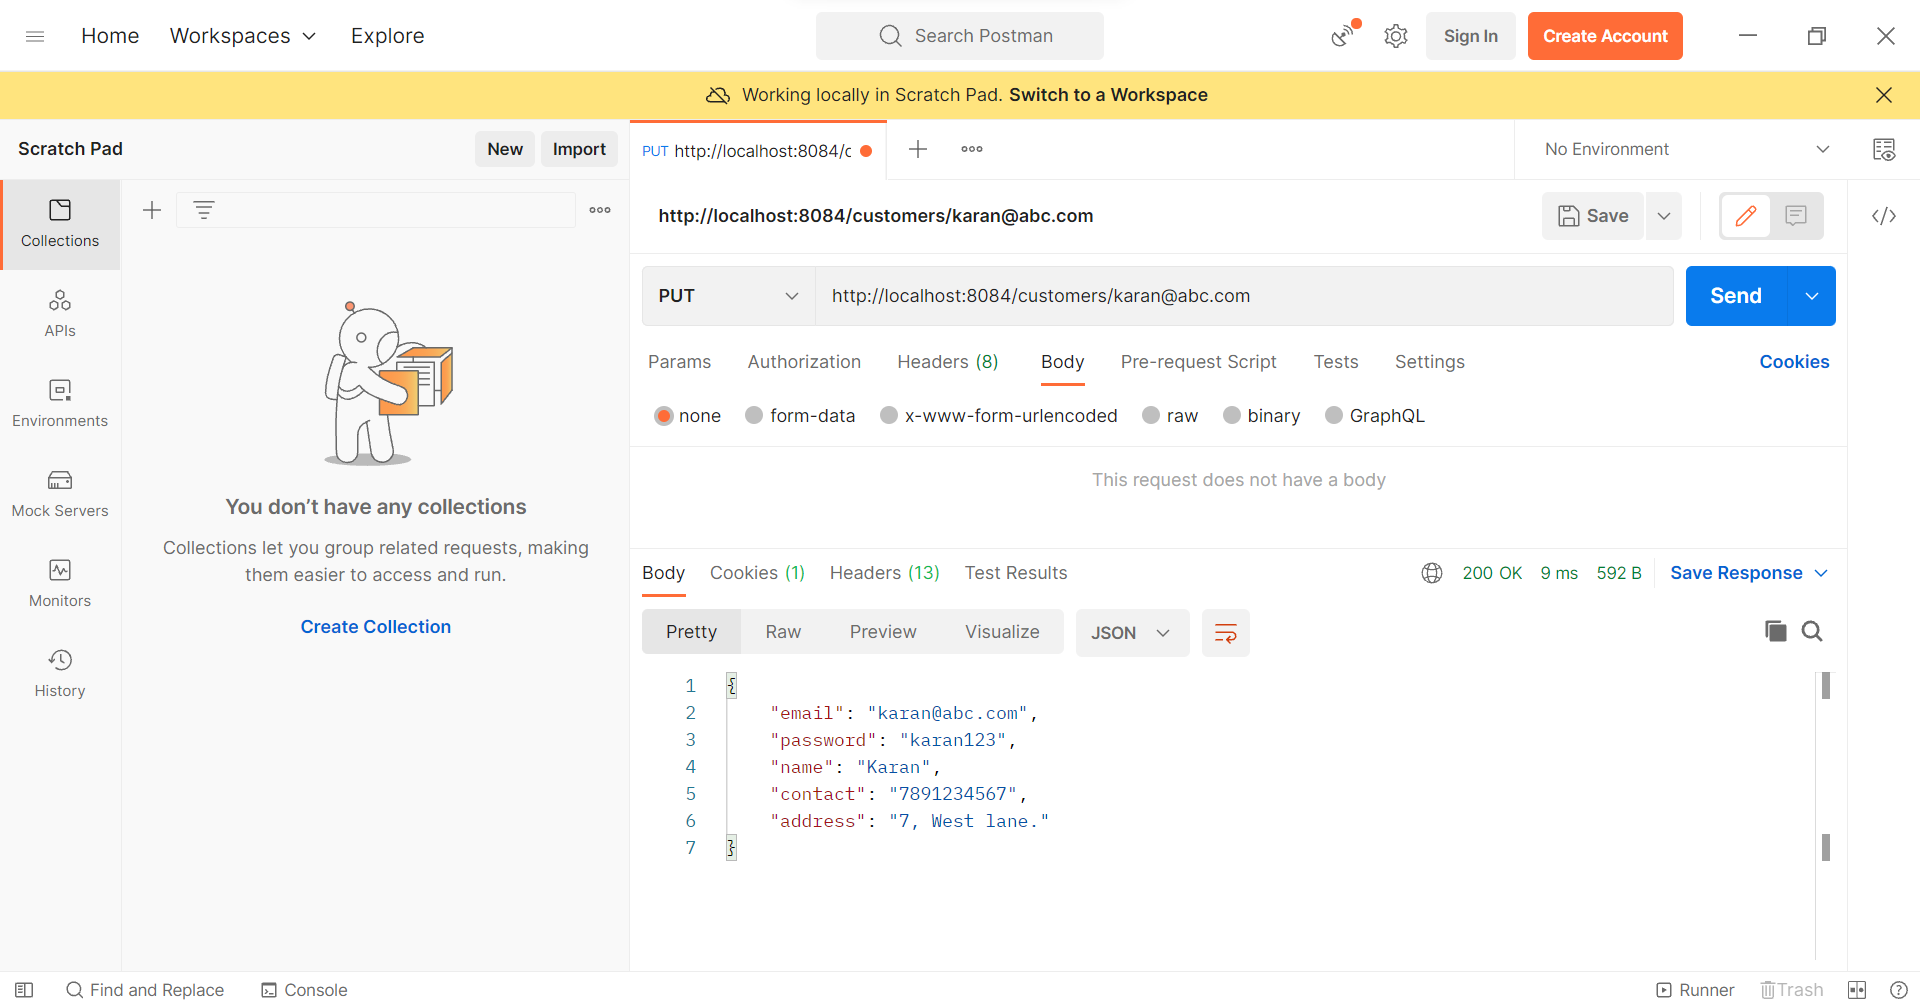 Home Workspaces Explore Search Postman Sign In Create Account
Working locally in Scratch Pad. Switch to a Workspace
Scratch Pad New Import PUT http://localhost:8084/c No Environment
Collections
http://localhost:8084/customers/karan@abc.com Save
PUT http://localhost:8084/customers/karan@abc.com Send
APIs
Params Authorization Headers (8) Body Pre-request Script Tests Settings Cookies
none form-data x-www-form-urlencoded raw binary GraphQL
Environments
This request does not have a body
Mock Servers
You don’t have any collections
Collections let you group related requests, making
them easier to access and run.
Create Collection
Monitors
History
Body Cookies (1) Headers (13) Test Results 200 OK 9 ms 592 B Save Response
Pretty Raw Preview Visualize JSON
1 {
2 "email": "karan@abc.com",
3 "password": "karan123",
4 "name": "Karan",
5 "contact": "7891234567",
6 "address": "7, West lane."
7 }
Find and Replace Console Runner Trash